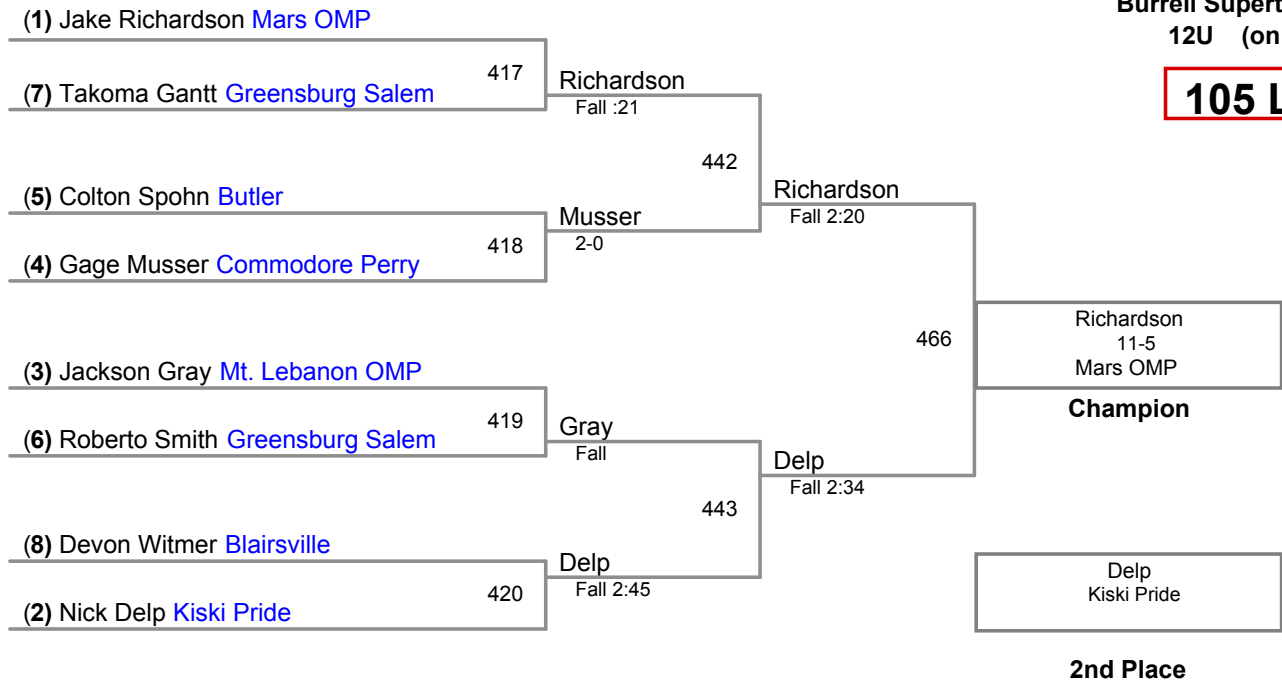 (1) Jake Richardson Mars OMP
Burrell
12U (on
105
417
Richardson
(7) Takoma Gantt Greensburg Salem
Fall :21
442
Richardson
(5) Colton Spohn Butler
Fall 2:20
Musser
418
2-0
(4) Gage Musser Commodore Perry
466
Richardson
11-5
Mars OMP
(3) Jackson Gray Mt. Lebanon OMP
Champion
419
Gray
(6) Roberto Smith Greensburg Salem
Fall
Delp
Fall 2:34
443
(8) Devon Witmer Blairsville
Delp
420
Fall 2:45
(2) Nick Delp Kiski Pride
Delp
Kiski Pride
2nd Place